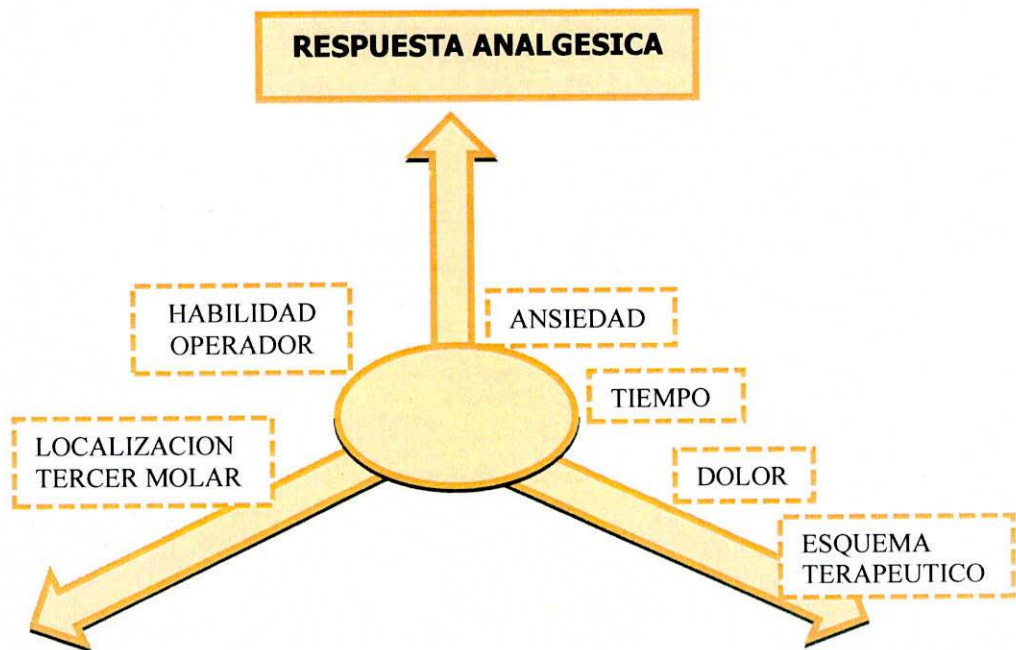 RESPUESTA ANALGESICA
HABILIDAD
OPERADOR
ANSIEDAD
TIEMPO
LOCALIZACION
TERCER MOLAR
DOLOR
ESQUEMA
TERAPEUTICO